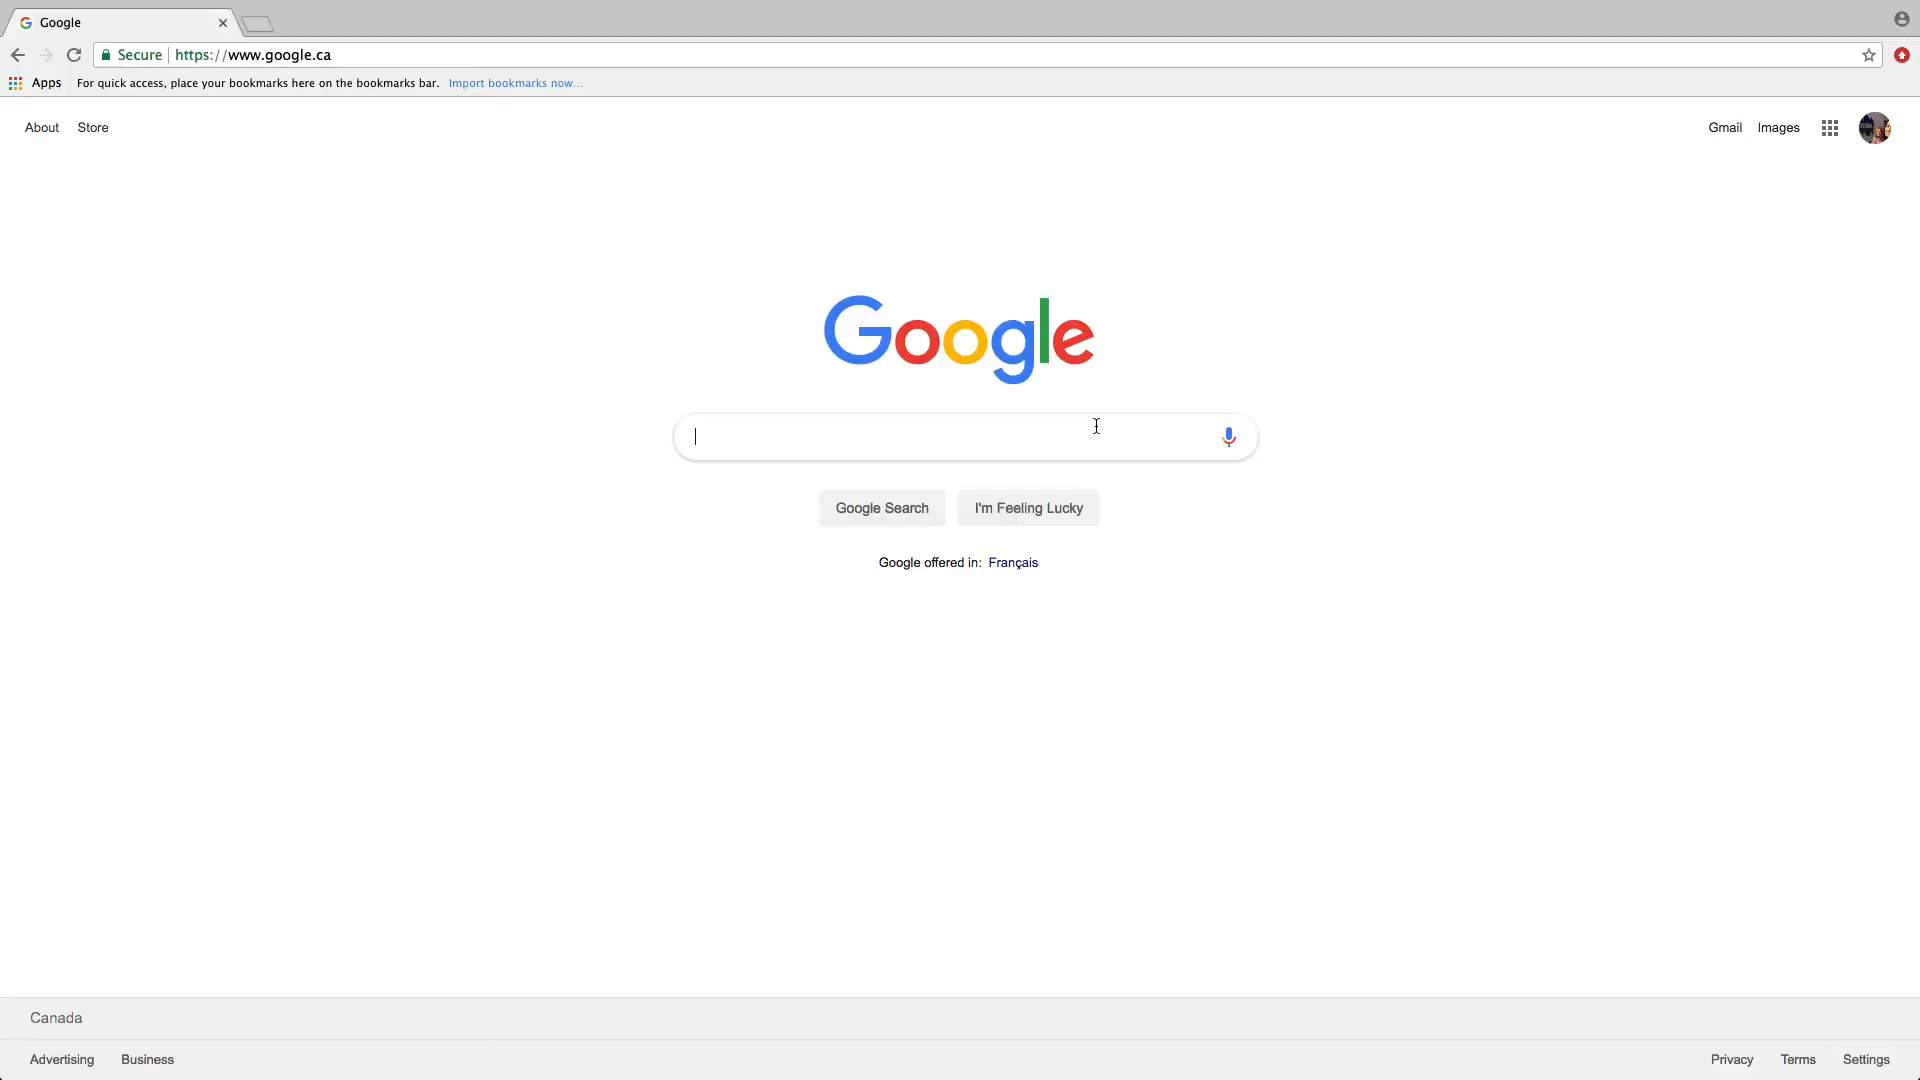 Google
Secure https://www.google.ca
Apps For quick access, place your bookmarks here on the bookmarks bar. Import bookmarks now...
About Store Gmail Images
Google
Google Search I'm Feeling Lucky
Google offered in: Français
Canada
Advertising Business Privacy Terms Settings